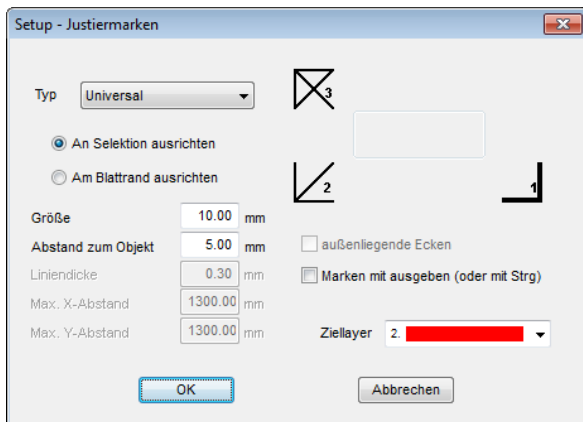 Setup - Justiermarken
Typ Universal
3
An Selektion ausrichten
Am Blattrand ausrichten
2
1
Größe 10.00 mm
Abstand zum Objekt 5.00 mm
außenliegende Ecken
Liniendicke 0.30 mm
Marken mit ausgeben (oder mit Strg)
Max. X-Abstand 1300.00 mm
Max. Y-Abstand 1300.00 mm
Ziellayer 2.
OK
Abbrechen